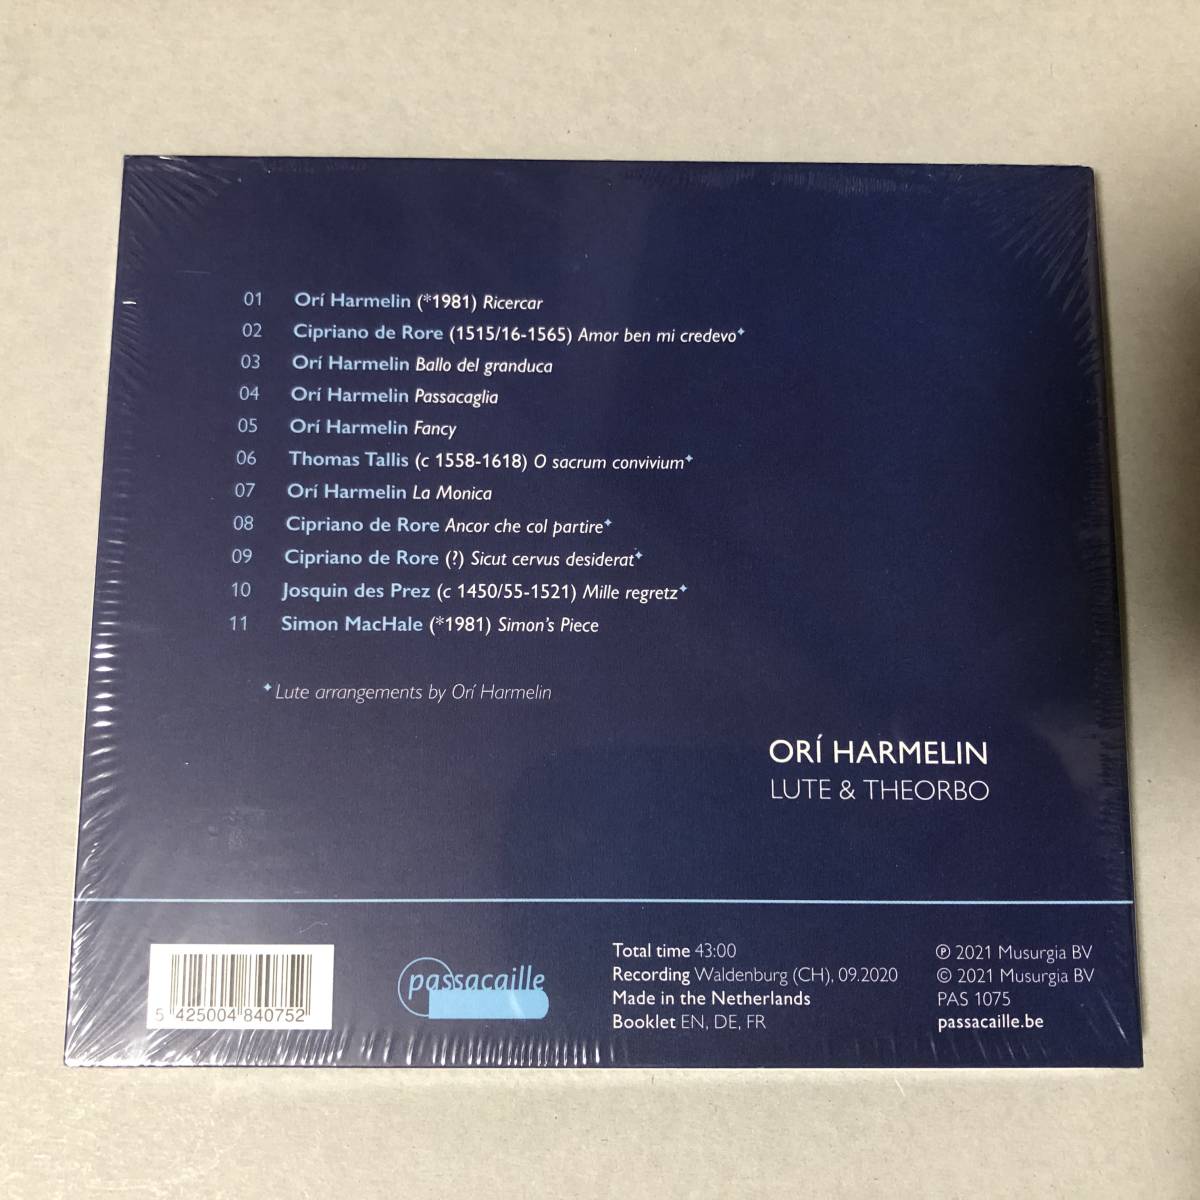 01 Orí Harmelin (*1981) Ricercar
02 Cipriano de Rore (1515/16-1565) Amor ben mi credevo✦
03 Orí Harmelin Ballo del granduca
04 Orí Harmelin Passacaglia
05 Orí Harmelin Fancy
06 Thomas Tallis (c 1558-1618) O sacrum convivium✦
07 Orí Harmelin La Monica
08 Cipriano de Rore Ancor che col partire✦
09 Cipriano de Rore (?) Sicut cervus desiderat✦
10 Josquin des Prez (c 1450/55-1521) Mille regretz✦
11 Simon MacHale (*1981) Simon's Piece
✦ Lute arrangements by Orí Harmelin
ORÍ HARMELIN
LUTE & THEORBO
5 425004 840752
passacaille
Total time 43:00
Recording Waldenburg (CH), 09.2020
Made in the Netherlands
Booklet EN, DE, FR
℗ 2021 Musurgia BV
© 2021 Musurgia BV
PAS 1075
passacaille.be